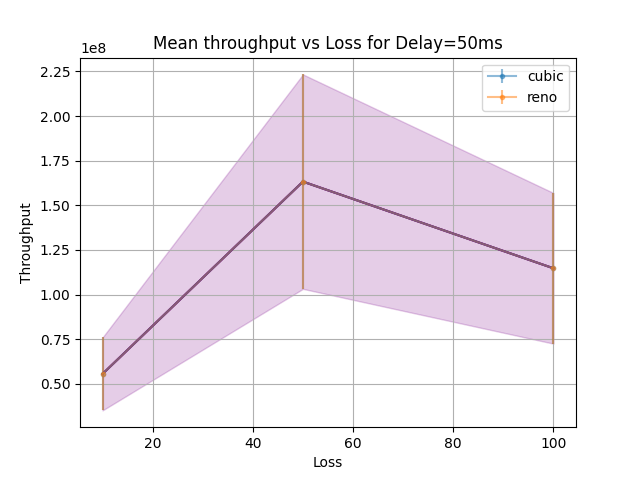 Mean throughput vs Loss for Delay=50ms
1e8
cubic
reno
2.25
2.00
1.75
1.50
1.25
1.00
0.75
0.50
Throughput
20 40 60 80 100
Loss